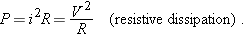 P = i²R = V²/R (resistive dissipation) .